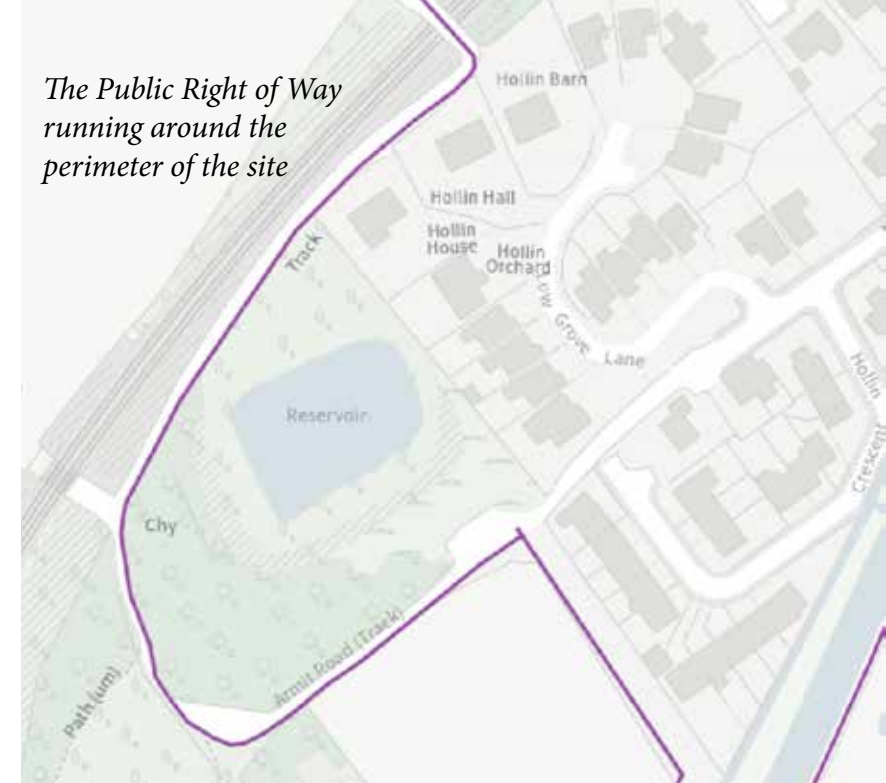 The Public Right of Way
running around the
perimeter of the site
Hollin Barn
Hollin Hall
Hollin
House
Hollin
Orchard
Track
Low Grove Lane
Reservoir
Hollin Crescent
Chy
Armit Road (Track)
Path (um)